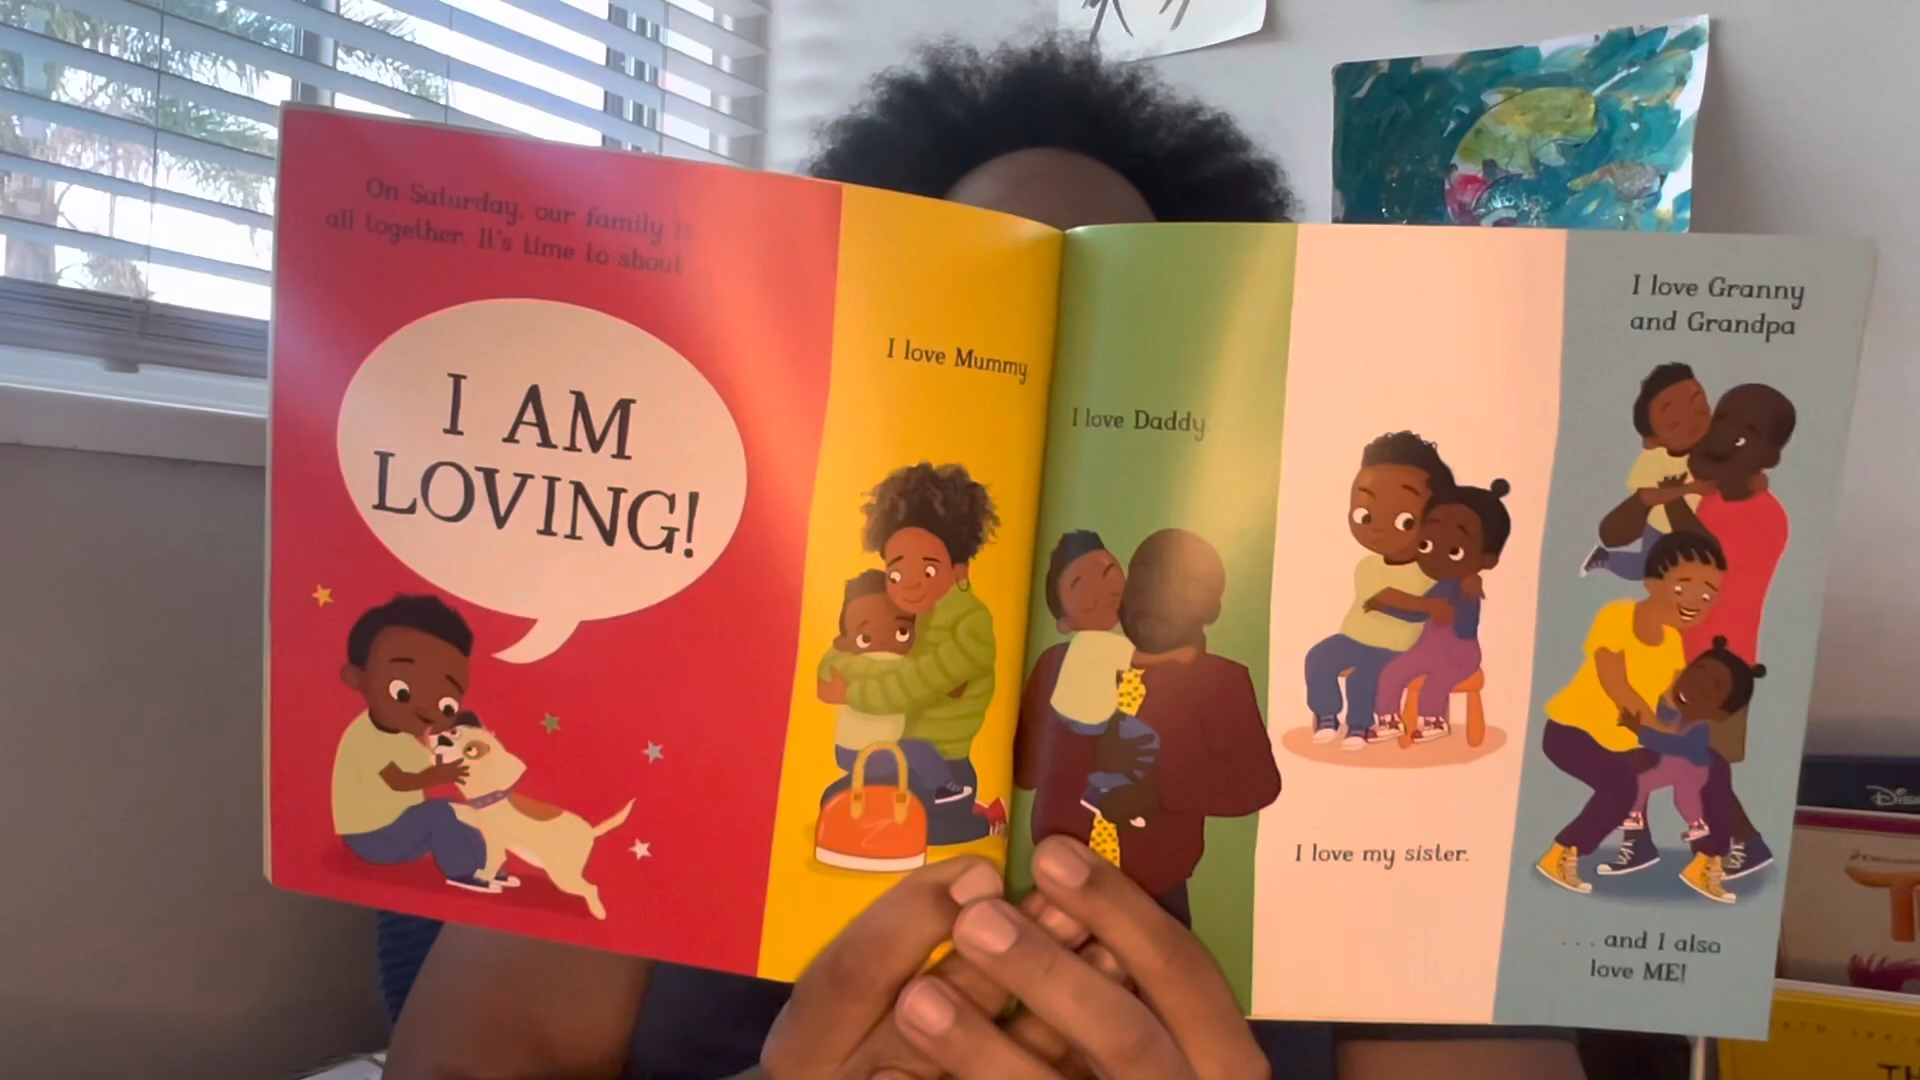 On Saturday, our family is
all together. It's time to shout
I AM
LOVING!
I love Mummy.
I love Daddy.
I love my sister.
I love Granny
and Grandpa
. . . and I also
love ME!